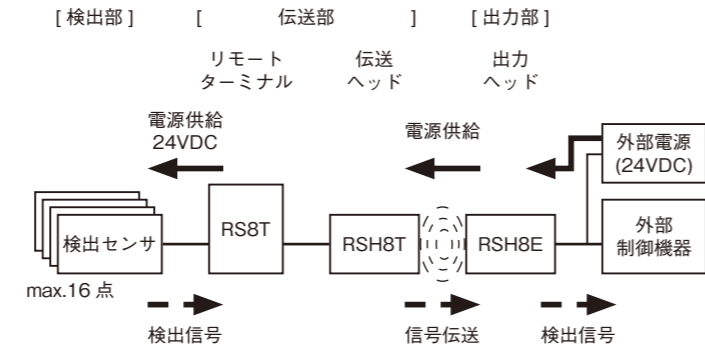 [ 検出部 ] [ 伝送部 ] [ 出力部 ]
リモート
ターミナル
伝送
ヘッド
出力
ヘッド
電源供給
24VDC
電源供給
外部電源
(24VDC)
検出センサ
RS8T
RSH8T
RSH8E
外部
制御機器
max.16 点
検出信号
信号伝送
検出信号